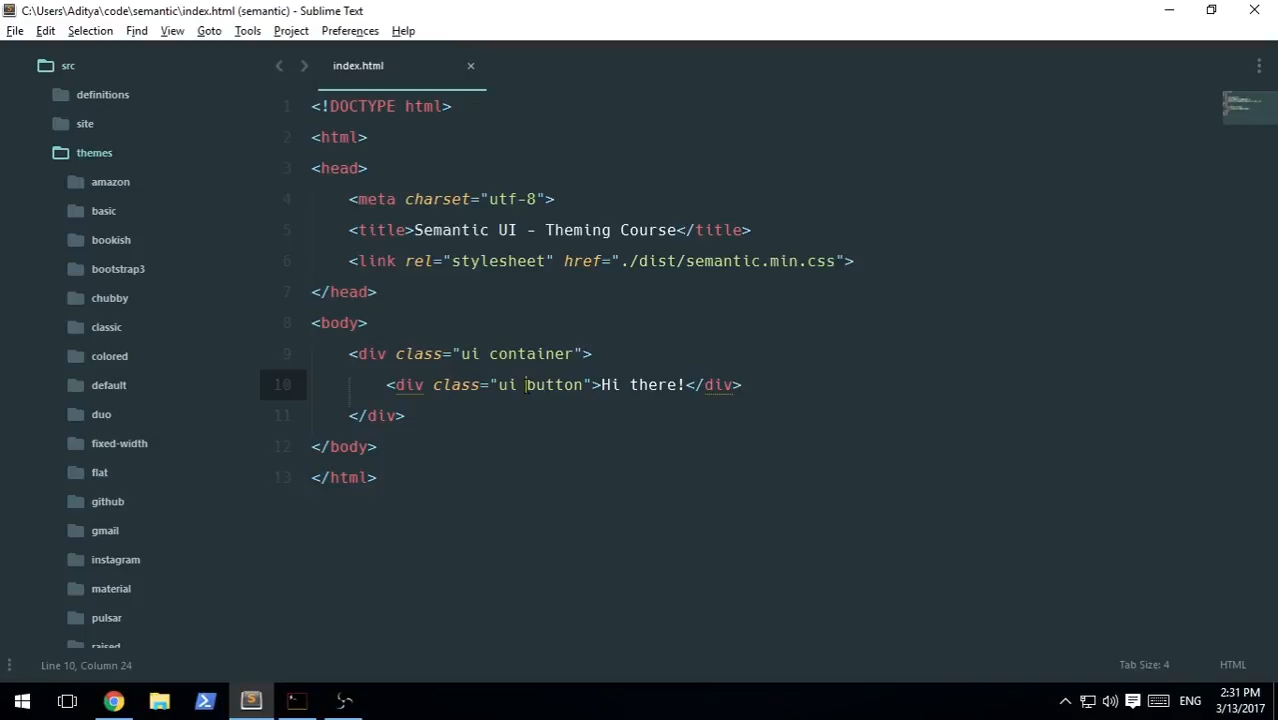 C:\Users\Aditya\code\semantic\index.html (semantic) - Sublime Text
File Edit Selection Find View Goto Tools Project Preferences Help
src
definitions
site
themes
amazon
basic
bookish
bootstrap3
chubby
classic
colored
default
duo
fixed-width
flat
github
gmail
instagram
material
pulsar
raised
index.html
1 <!DOCTYPE html>
2 <html>
3 <head>
4 <meta charset="utf-8">
5 <title>Semantic UI - Theming Course</title>
6 <link rel="stylesheet" href="./dist/semantic.min.css">
7 </head>
8 <body>
9 <div class="ui container">
10 <div class="ui button">Hi there!</div>
11 </div>
12 </body>
13 </html>
Line 10, Column 24
Tab Size: 4
HTML
ENG
2:31 PM
3/13/2017